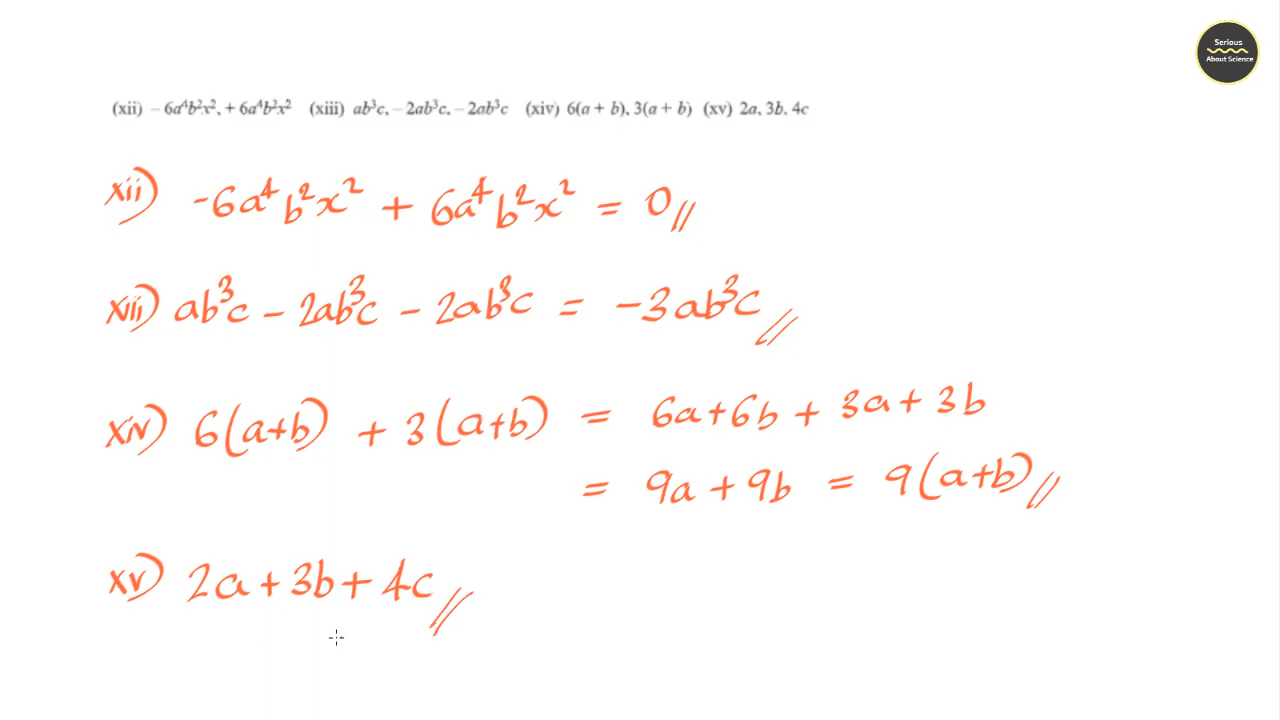 Serious
About Science
(xii) – 6a⁴b²x², + 6a⁴b²x² (xiii) ab³c, – 2ab³c, – 2ab³c (xiv) 6(a + b), 3(a + b) (xv) 2a, 3b, 4c
xii) -6a⁴b²x² + 6a⁴b²x² = 0//
xiii) ab³c - 2ab³c - 2ab³c = -3ab³c//
xiv) 6(a+b) + 3(a+b) = 6a+6b+3a+3b
= 9a+9b = 9(a+b)//
xv) 2a+3b+4c//